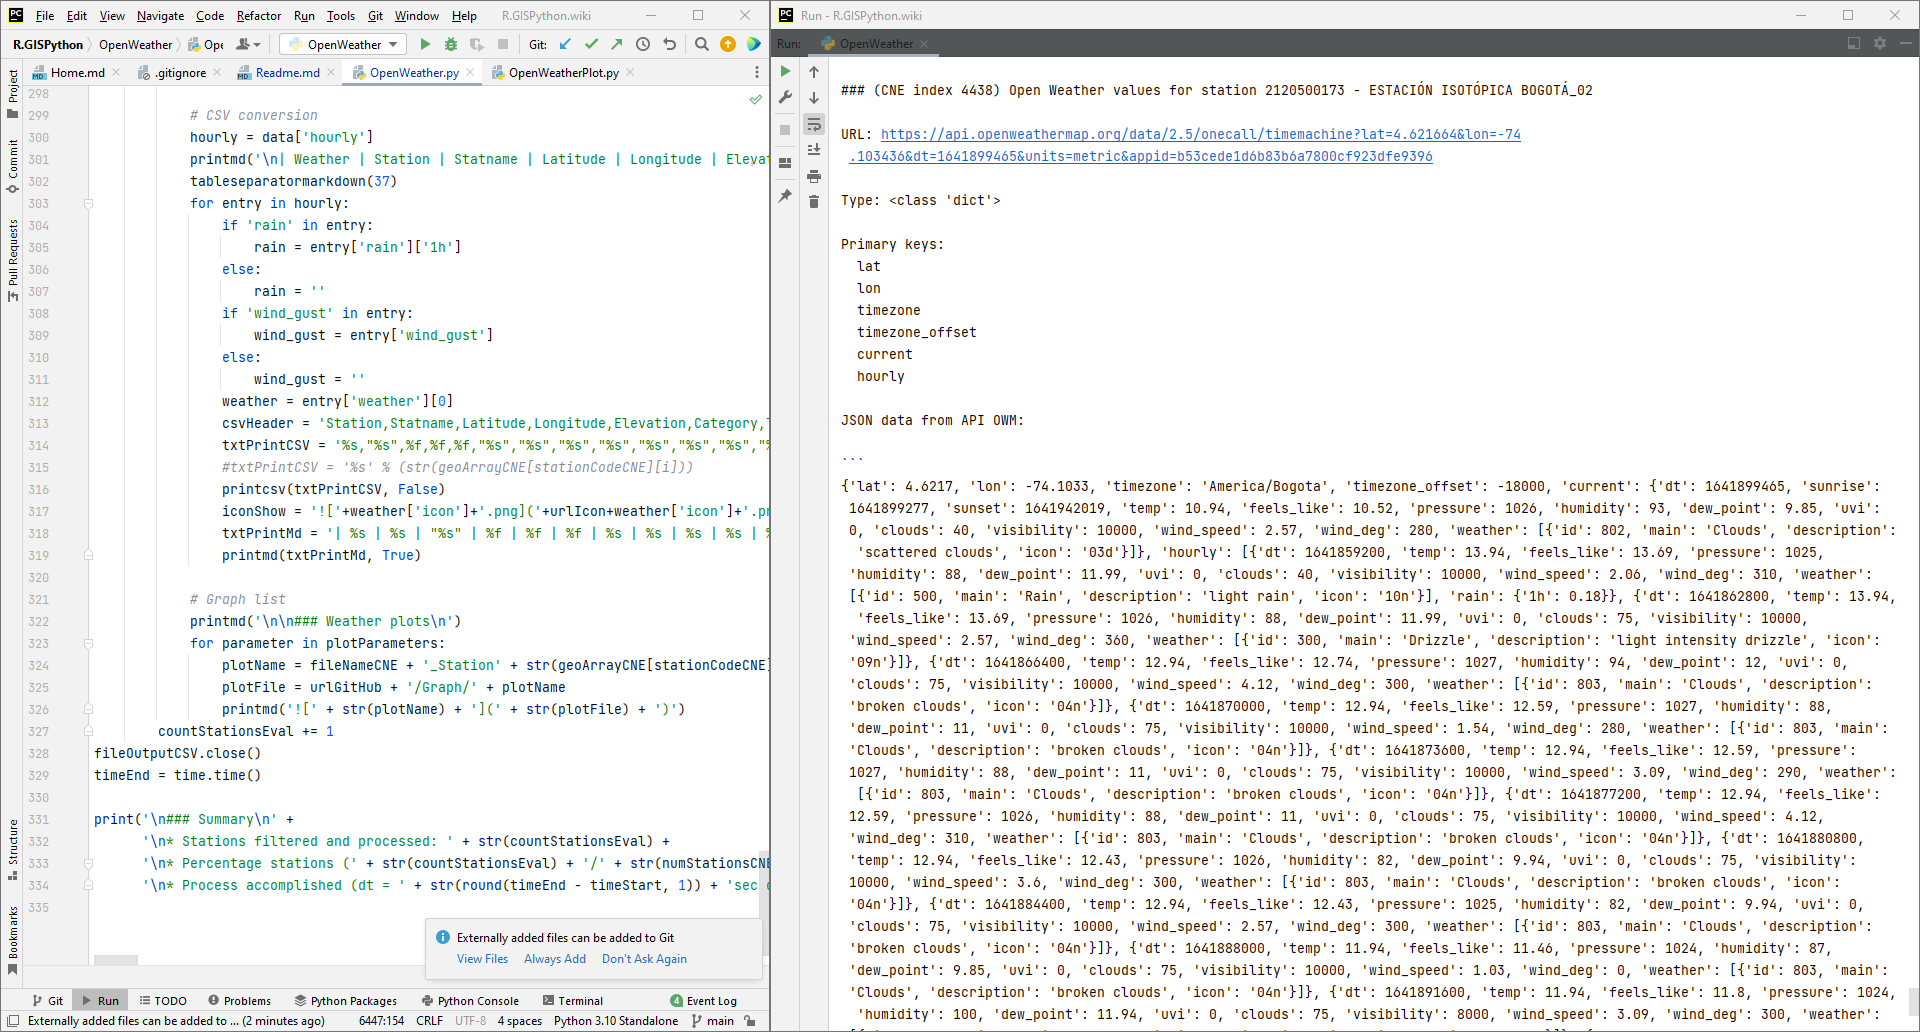 File Edit View Navigate Code Refactor Run Tools Git Window Help R.GISPython.wiki
R.GISPython OpenWeather Ope OpenWeather Git:
Home.md .gitignore Readme.md OpenWeather.py OpenWeatherPlot.py
Project
Commit
Pull Requests
Structure
Bookmarks
298
299 # CSV conversion
300 hourly = data['hourly']
301 printmd('\n| Weather | Station | Statname | Latitude | Longitude | Elevat
302 tableseparatormarkdown(37)
303 for entry in hourly:
304 if 'rain' in entry:
305 rain = entry['rain']['1h']
306 else:
307 rain = ''
308 if 'wind_gust' in entry:
309 wind_gust = entry['wind_gust']
310 else:
311 wind_gust = ''
312 weather = entry['weather'][0]
313 csvHeader = 'Station,Statname,Latitude,Longitude,Elevation,Category,T
314 txtPrintCSV = '%s,"%s",%f,%f,%f,"%s","%s","%s","%s","%s","%s","%s","%
315 #txtPrintCSV = '%s' % (str(geoArrayCNE[stationCodeCNE][i]))
316 printcsv(txtPrintCSV, False)
317 iconShow = '!['+weather['icon']+'.png]('+urlIcon+weather['icon']+'.pn
318 txtPrintMd = '| %s | %s | "%s" | %f | %f | %f | %s | %s | %s | %s | %
319 printmd(txtPrintMd, True)
320
321 # Graph list
322 printmd('\n\n### Weather plots\n')
323 for parameter in plotParameters:
324 plotName = fileNameCNE + '_Station' + str(geoArrayCNE[stationCodeCNE]
325 plotFile = urlGitHub + '/Graph/' + plotName
326 printmd('![' + str(plotName) + '](' + str(plotFile) + ')')
327 countStationsEval += 1
328 fileOutputCSV.close()
329 timeEnd = time.time()
330
331 print('\n### Summary\n' +
332 '\n* Stations filtered and processed: ' + str(countStationsEval) +
333 '\n* Percentage stations (' + str(countStationsEval) + '/' + str(numStationsCNE
334 '\n* Process accomplished (dt = ' + str(round(timeEnd - timeStart, 1)) + 'sec
335
Externally added files can be added to Git
View Files Always Add Don't Ask Again
Git Run TODO Problems Python Packages Python Console Terminal 4 Event Log
Externally added files can be added to ... (2 minutes ago) 6447:154 CRLF UTF-8 4 spaces Python 3.10 Standalone main
Run - R.GISPython.wiki
Run: OpenWeather
### (CNE index 4438) Open Weather values for station 2120500173 - ESTACIÓN ISOTÓPICA BOGOTÁ_02
URL: https://api.openweathermap.org/data/2.5/onecall/timemachine?lat=4.621664&lon=-74
.103436&dt=1641899465&units=metric&appid=b53cede1d6b83b6a7800cf923dfe9396
Type: <class 'dict'>
Primary keys:
lat
lon
timezone
timezone_offset
current
hourly
JSON data from API OWM:
```
{'lat': 4.6217, 'lon': -74.1033, 'timezone': 'America/Bogota', 'timezone_offset': -18000, 'current': {'dt': 1641899465, 'sunrise':
1641899277, 'sunset': 1641942019, 'temp': 10.94, 'feels_like': 10.52, 'pressure': 1026, 'humidity': 93, 'dew_point': 9.85, 'uvi':
0, 'clouds': 40, 'visibility': 10000, 'wind_speed': 2.57, 'wind_deg': 280, 'weather': [{'id': 802, 'main': 'Clouds', 'description':
'scattered clouds', 'icon': '03d'}]}, 'hourly': [{'dt': 1641859200, 'temp': 13.94, 'feels_like': 13.69, 'pressure': 1025,
'humidity': 88, 'dew_point': 11.99, 'uvi': 0, 'clouds': 40, 'visibility': 10000, 'wind_speed': 2.06, 'wind_deg': 310, 'weather':
[{'id': 500, 'main': 'Rain', 'description': 'light rain', 'icon': '10n'}], 'rain': {'1h': 0.18}}, {'dt': 1641862800, 'temp': 13.94,
'feels_like': 13.69, 'pressure': 1026, 'humidity': 88, 'dew_point': 11.99, 'uvi': 0, 'clouds': 75, 'visibility': 10000,
'wind_speed': 2.57, 'wind_deg': 360, 'weather': [{'id': 300, 'main': 'Drizzle', 'description': 'light intensity drizzle', 'icon':
'09n'}]}, {'dt': 1641866400, 'temp': 12.94, 'feels_like': 12.74, 'pressure': 1027, 'humidity': 94, 'dew_point': 12, 'uvi': 0,
'clouds': 75, 'visibility': 10000, 'wind_speed': 4.12, 'wind_deg': 300, 'weather': [{'id': 803, 'main': 'Clouds', 'description':
'broken clouds', 'icon': '04n'}]}, {'dt': 1641870000, 'temp': 12.94, 'feels_like': 12.59, 'pressure': 1027, 'humidity': 88,
'dew_point': 11, 'uvi': 0, 'clouds': 75, 'visibility': 10000, 'wind_speed': 1.54, 'wind_deg': 280, 'weather': [{'id': 803, 'main':
'Clouds', 'description': 'broken clouds', 'icon': '04n'}]}, {'dt': 1641873600, 'temp': 12.94, 'feels_like': 12.59, 'pressure':
1027, 'humidity': 88, 'dew_point': 11, 'uvi': 0, 'clouds': 75, 'visibility': 10000, 'wind_speed': 3.09, 'wind_deg': 290, 'weather':
[{'id': 803, 'main': 'Clouds', 'description': 'broken clouds', 'icon': '04n'}]}, {'dt': 1641877200, 'temp': 12.94, 'feels_like':
12.59, 'pressure': 1026, 'humidity': 88, 'dew_point': 11, 'uvi': 0, 'clouds': 75, 'visibility': 10000, 'wind_speed': 4.12,
'wind_deg': 310, 'weather': [{'id': 803, 'main': 'Clouds', 'description': 'broken clouds', 'icon': '04n'}]}, {'dt': 1641880800,
'temp': 12.94, 'feels_like': 12.43, 'pressure': 1026, 'humidity': 82, 'dew_point': 9.94, 'uvi': 0, 'clouds': 75, 'visibility':
10000, 'wind_speed': 3.6, 'wind_deg': 300, 'weather': [{'id': 803, 'main': 'Clouds', 'description': 'broken clouds', 'icon':
'04n'}]}, {'dt': 1641884400, 'temp': 12.94, 'feels_like': 12.43, 'pressure': 1025, 'humidity': 82, 'dew_point': 9.94, 'uvi': 0,
'clouds': 75, 'visibility': 10000, 'wind_speed': 2.57, 'wind_deg': 300, 'weather': [{'id': 803, 'main': 'Clouds', 'description':
'broken clouds', 'icon': '04n'}]}, {'dt': 1641888000, 'temp': 11.94, 'feels_like': 11.46, 'pressure': 1024, 'humidity': 87,
'dew_point': 9.85, 'uvi': 0, 'clouds': 75, 'visibility': 10000, 'wind_speed': 1.03, 'wind_deg': 0, 'weather': [{'id': 803, 'main':
'Clouds', 'description': 'broken clouds', 'icon': '04n'}]}, {'dt': 1641891600, 'temp': 11.94, 'feels_like': 11.8, 'pressure': 1024,
'humidity': 100, 'dew_point': 11.94, 'uvi': 0, 'clouds': 75, 'visibility': 8000, 'wind_speed': 3.09, 'wind_deg': 300, 'weather':